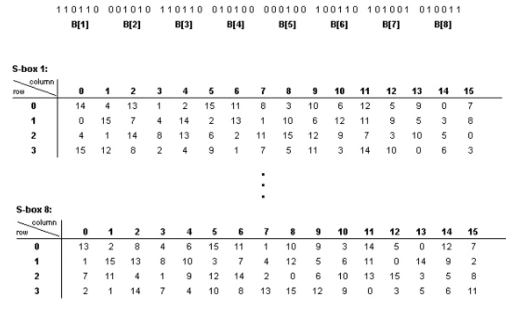 110110 001010 110110 010100 000100 100110 101001 010011
B[1] B[2] B[3] B[4] B[5] B[6] B[7] B[8]
S-box 1:
column
row 0 1 2 3 4 5 6 7 8 9 10 11 12 13 14 15
0 14 4 13 1 2 15 11 8 3 10 6 12 5 9 0 7
1 0 15 7 4 14 2 13 1 10 6 12 11 9 5 3 8
2 4 1 14 8 13 6 2 11 15 12 9 7 3 10 5 0
3 15 12 8 2 4 9 1 7 5 11 3 14 10 0 6 3
S-box 8:
column
row 0 1 2 3 4 5 6 7 8 9 10 11 12 13 14 15
0 13 2 8 4 6 15 11 1 10 9 3 14 5 0 12 7
1 1 15 13 8 10 3 7 4 12 5 6 11 0 14 9 2
2 7 11 4 1 9 12 14 2 0 6 10 13 15 3 5 8
3 2 1 14 7 4 10 8 13 15 12 9 0 3 5 6 11